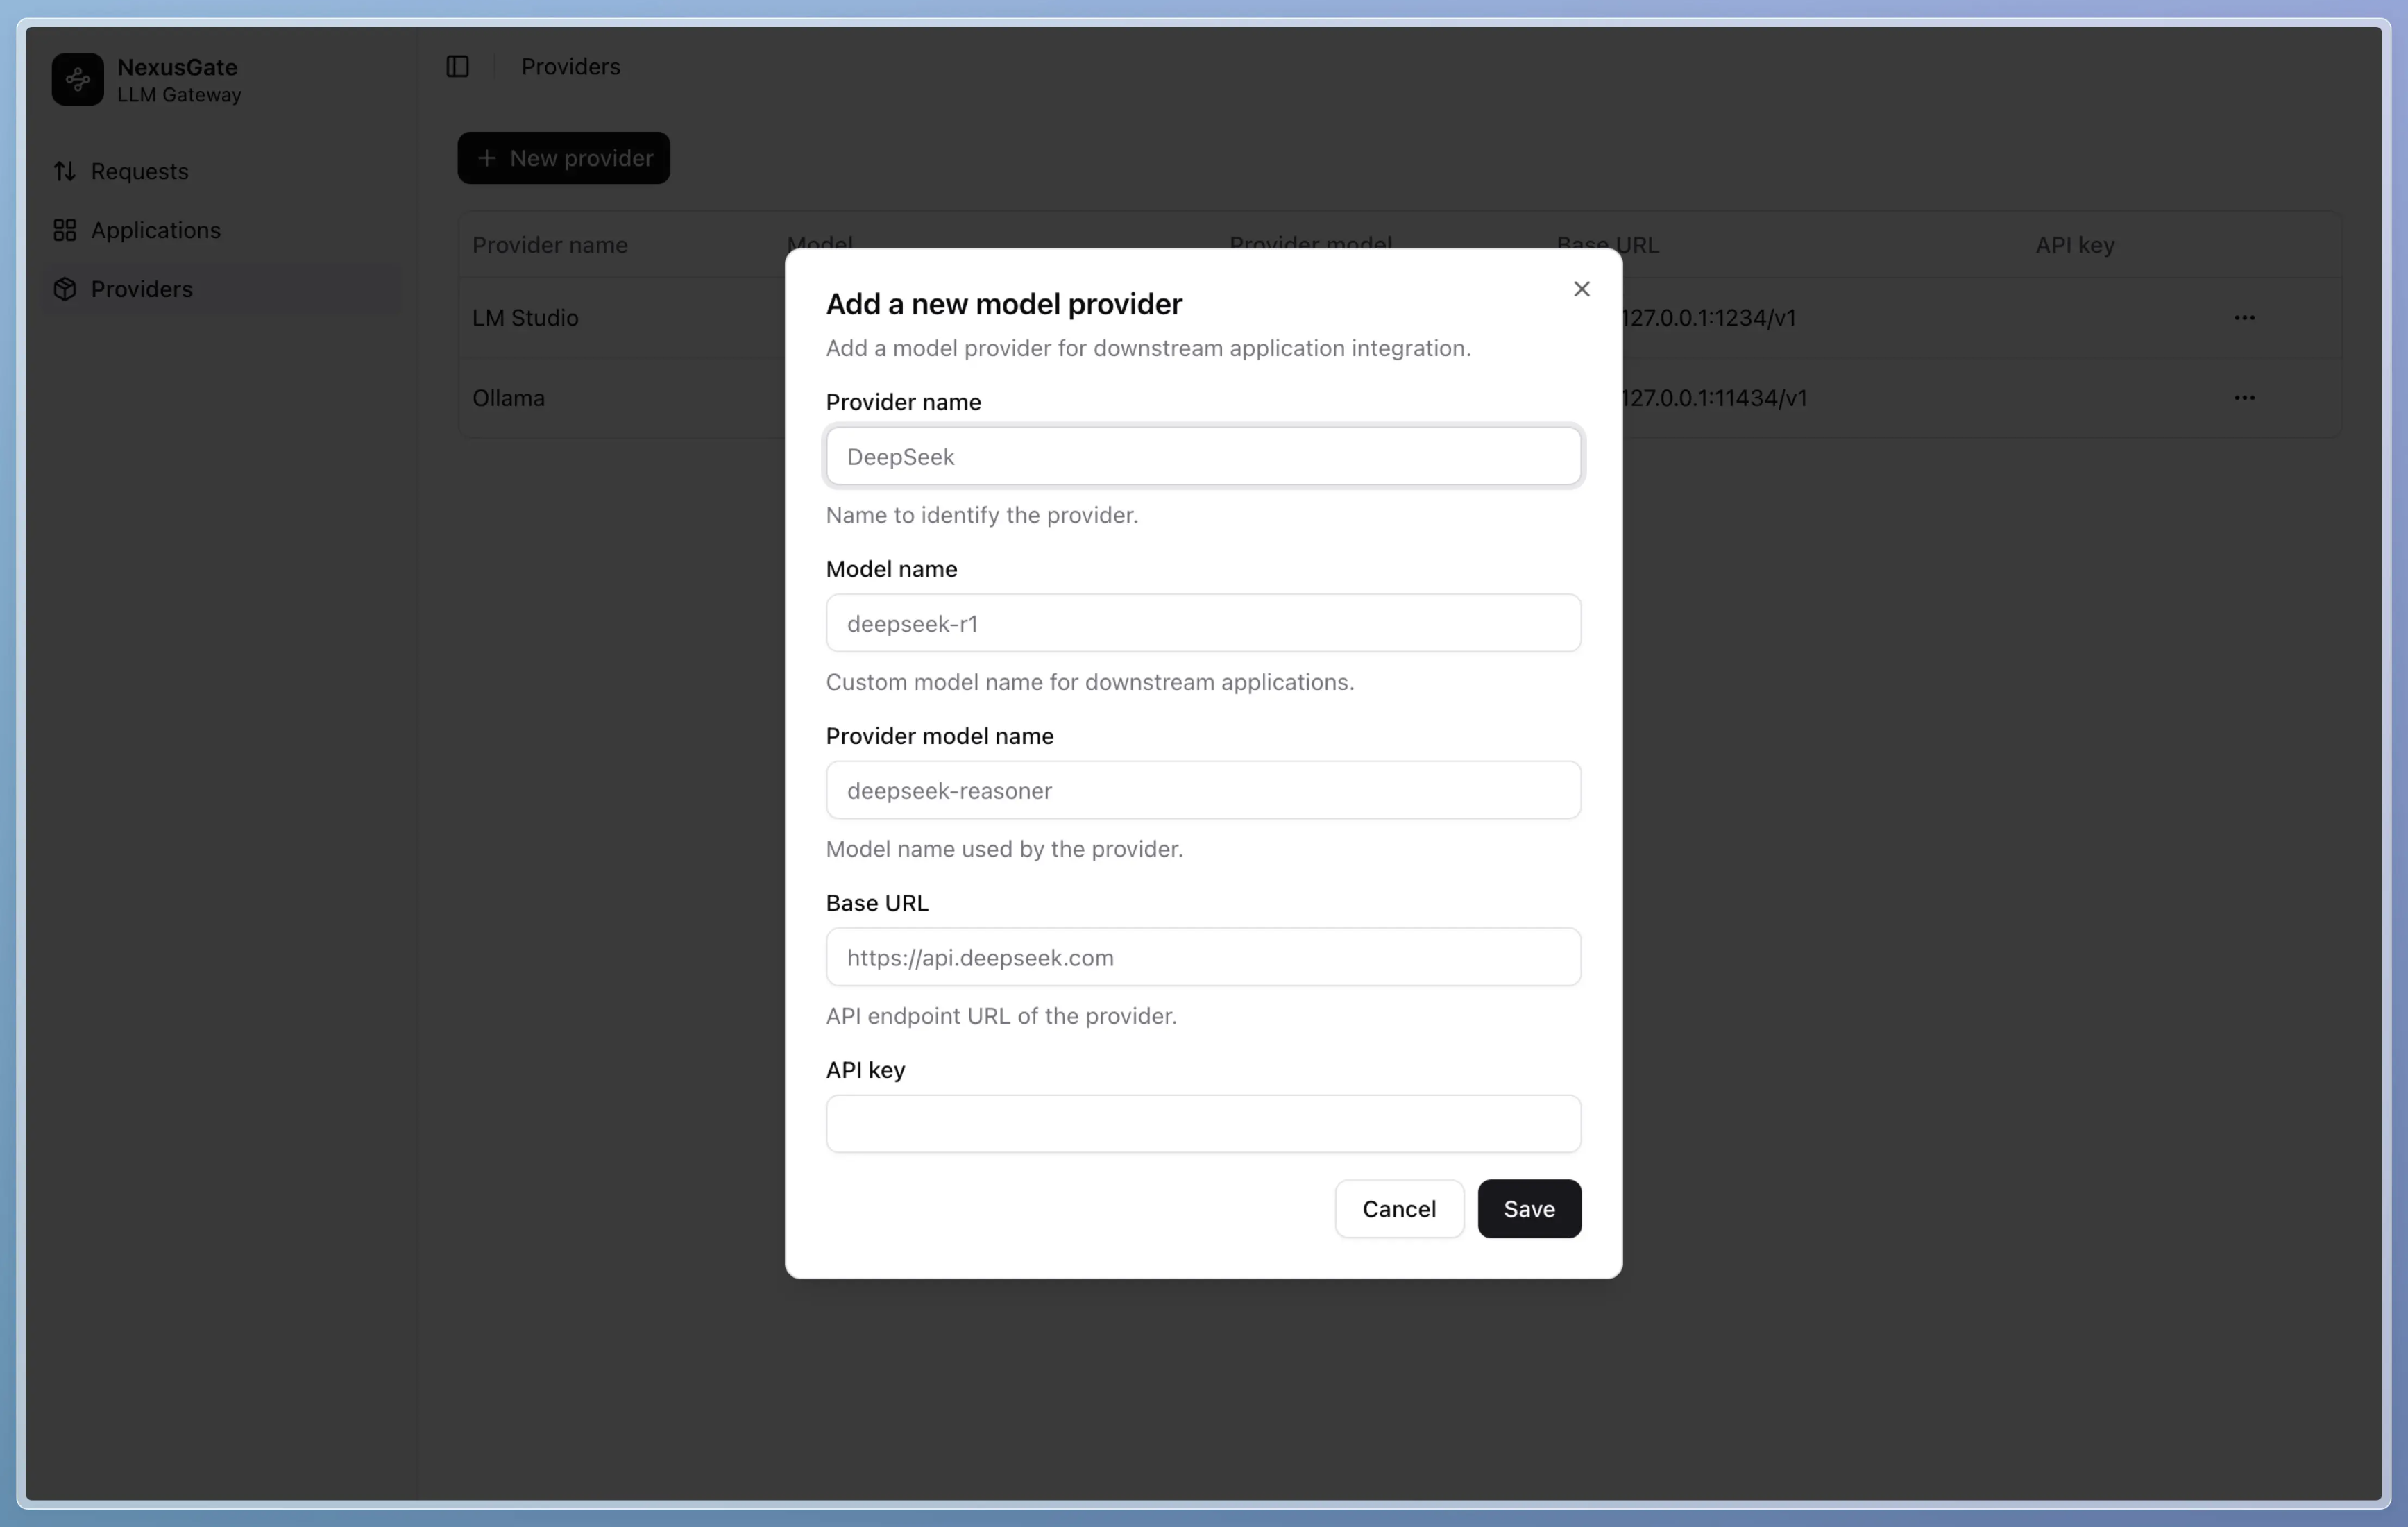 NexusGate
LLM Gateway
Requests
Applications
Providers
Providers
New provider
Provider name Model Provider model Base URL API key
LM Studio 127.0.0.1:1234/v1
Ollama 127.0.0.1:11434/v1
Add a new model provider
Add a model provider for downstream application integration.
Provider name
DeepSeek
Name to identify the provider.
Model name
deepseek-r1
Custom model name for downstream applications.
Provider model name
deepseek-reasoner
Model name used by the provider.
Base URL
https://api.deepseek.com
API endpoint URL of the provider.
API key
Cancel Save